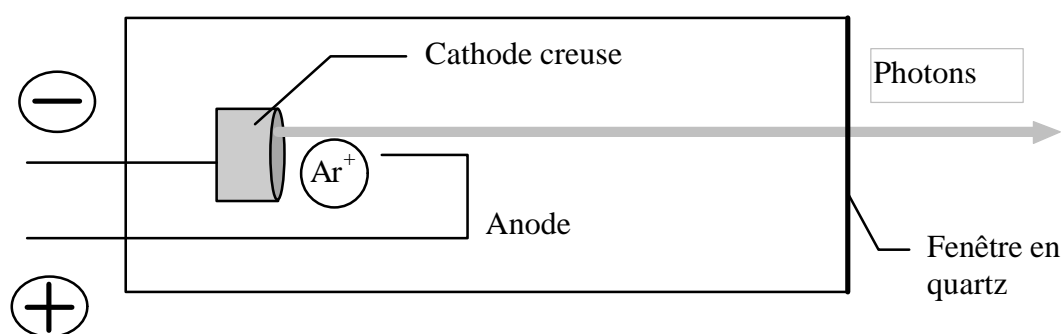 Cathode creuse
Photons
Ar+
Anode
Fenêtre en
quartz